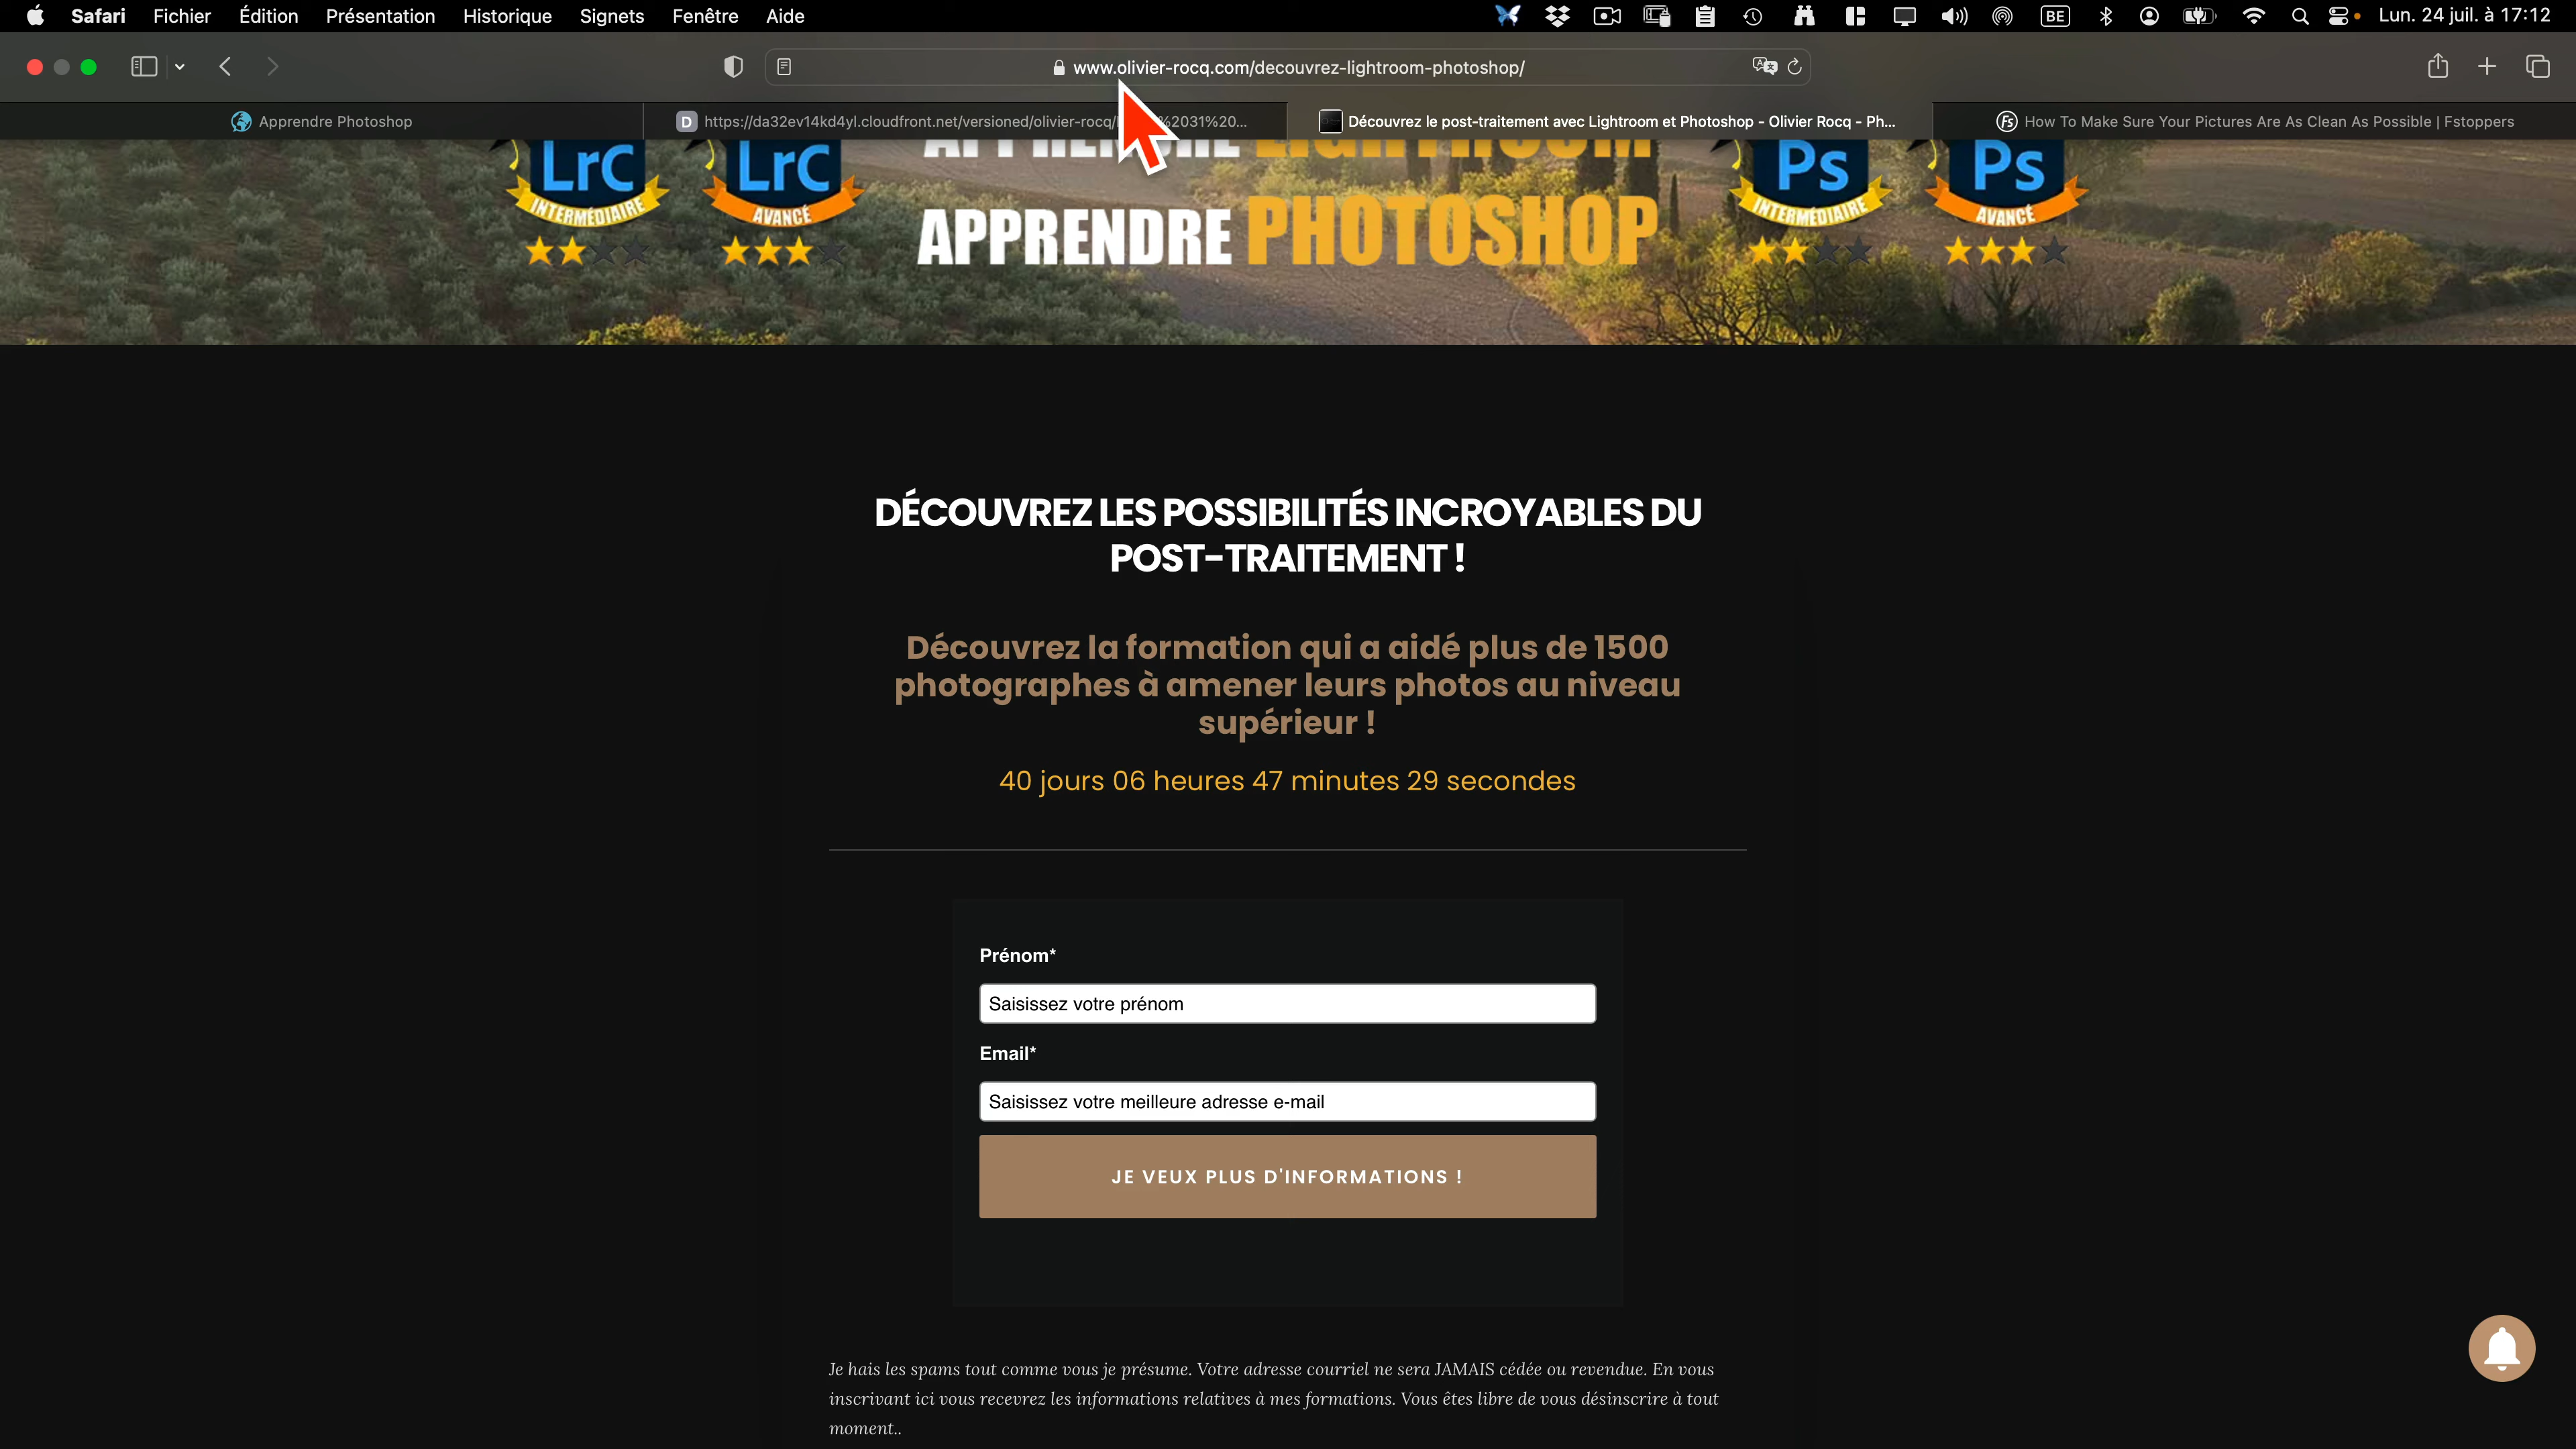 Safari Fichier Édition Présentation Historique Signets Fenêtre Aide BE Lun. 24 juil. à 17:12
www.olivier-rocq.com/decouvrez-lightroom-photoshop/
Apprendre Photoshop
D https://da32ev14kd4yl.cloudfront.net/versioned/olivier-rocq/ %2031%20...
Découvrez le post-traitement avec Lightroom et Photoshop - Olivier Rocq - Ph...
Fs How To Make Sure Your Pictures Are As Clean As Possible | Fstoppers
APPRENDRE LIGHTROOM
LrC LrC Ps Ps
INTERMÉDIAIRE AVANCÉ INTERMÉDIAIRE AVANCÉ
APPRENDRE PHOTOSHOP
DÉCOUVREZ LES POSSIBILITÉS INCROYABLES DU
POST-TRAITEMENT !
Découvrez la formation qui a aidé plus de 1500
photographes à amener leurs photos au niveau
supérieur !
40 jours 06 heures 47 minutes 29 secondes
Prénom*
Saisissez votre prénom
Email*
Saisissez votre meilleure adresse e-mail
JE VEUX PLUS D'INFORMATIONS !
Je hais les spams tout comme vous je présume. Votre adresse courriel ne sera JAMAIS cédée ou revendue. En vous
inscrivant ici vous recevrez les informations relatives à mes formations. Vous êtes libre de vous désinscrire à tout
moment..